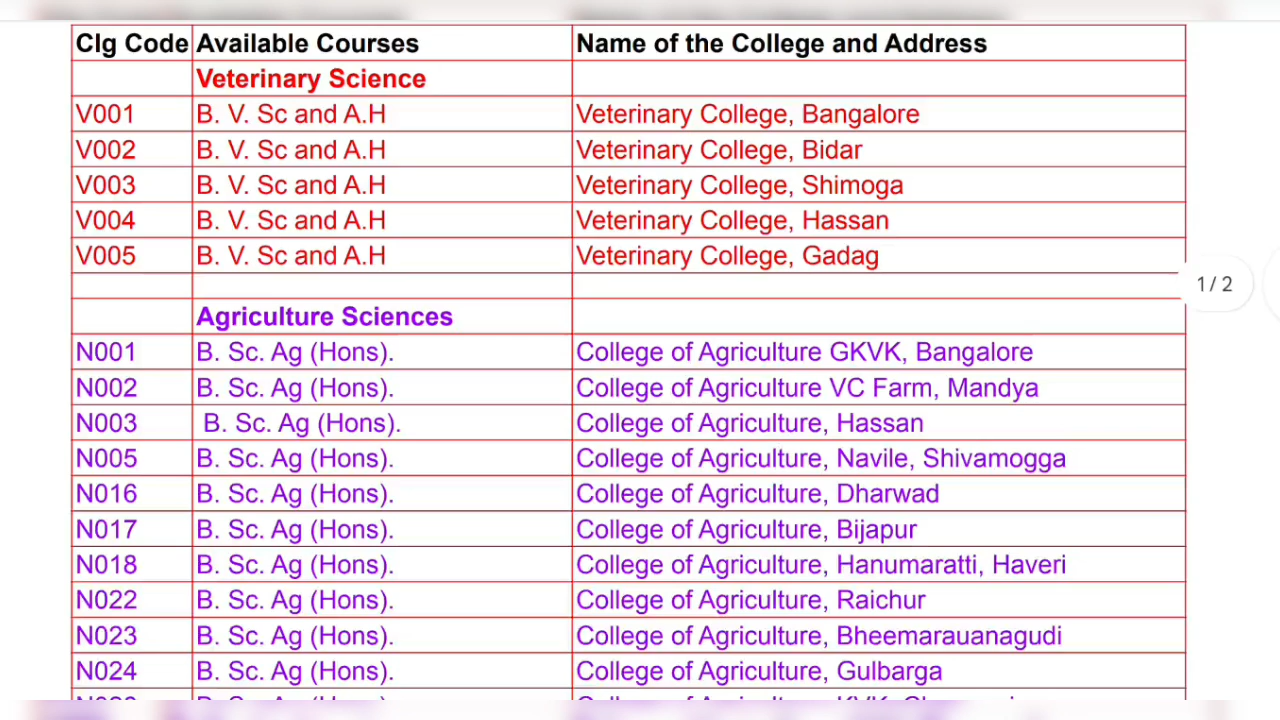 Clg Code Available Courses Name of the College and Address
Veterinary Science
V001 B. V. Sc and A.H Veterinary College, Bangalore
V002 B. V. Sc and A.H Veterinary College, Bidar
V003 B. V. Sc and A.H Veterinary College, Shimoga
V004 B. V. Sc and A.H Veterinary College, Hassan
V005 B. V. Sc and A.H Veterinary College, Gadag
1 / 2
Agriculture Sciences
N001 B. Sc. Ag (Hons). College of Agriculture GKVK, Bangalore
N002 B. Sc. Ag (Hons). College of Agriculture VC Farm, Mandya
N003 B. Sc. Ag (Hons). College of Agriculture, Hassan
N005 B. Sc. Ag (Hons). College of Agriculture, Navile, Shivamogga
N016 B. Sc. Ag (Hons). College of Agriculture, Dharwad
N017 B. Sc. Ag (Hons). College of Agriculture, Bijapur
N018 B. Sc. Ag (Hons). College of Agriculture, Hanumaratti, Haveri
N022 B. Sc. Ag (Hons). College of Agriculture, Raichur
N023 B. Sc. Ag (Hons). College of Agriculture, Bheemarauanagudi
N024 B. Sc. Ag (Hons). College of Agriculture, Gulbarga